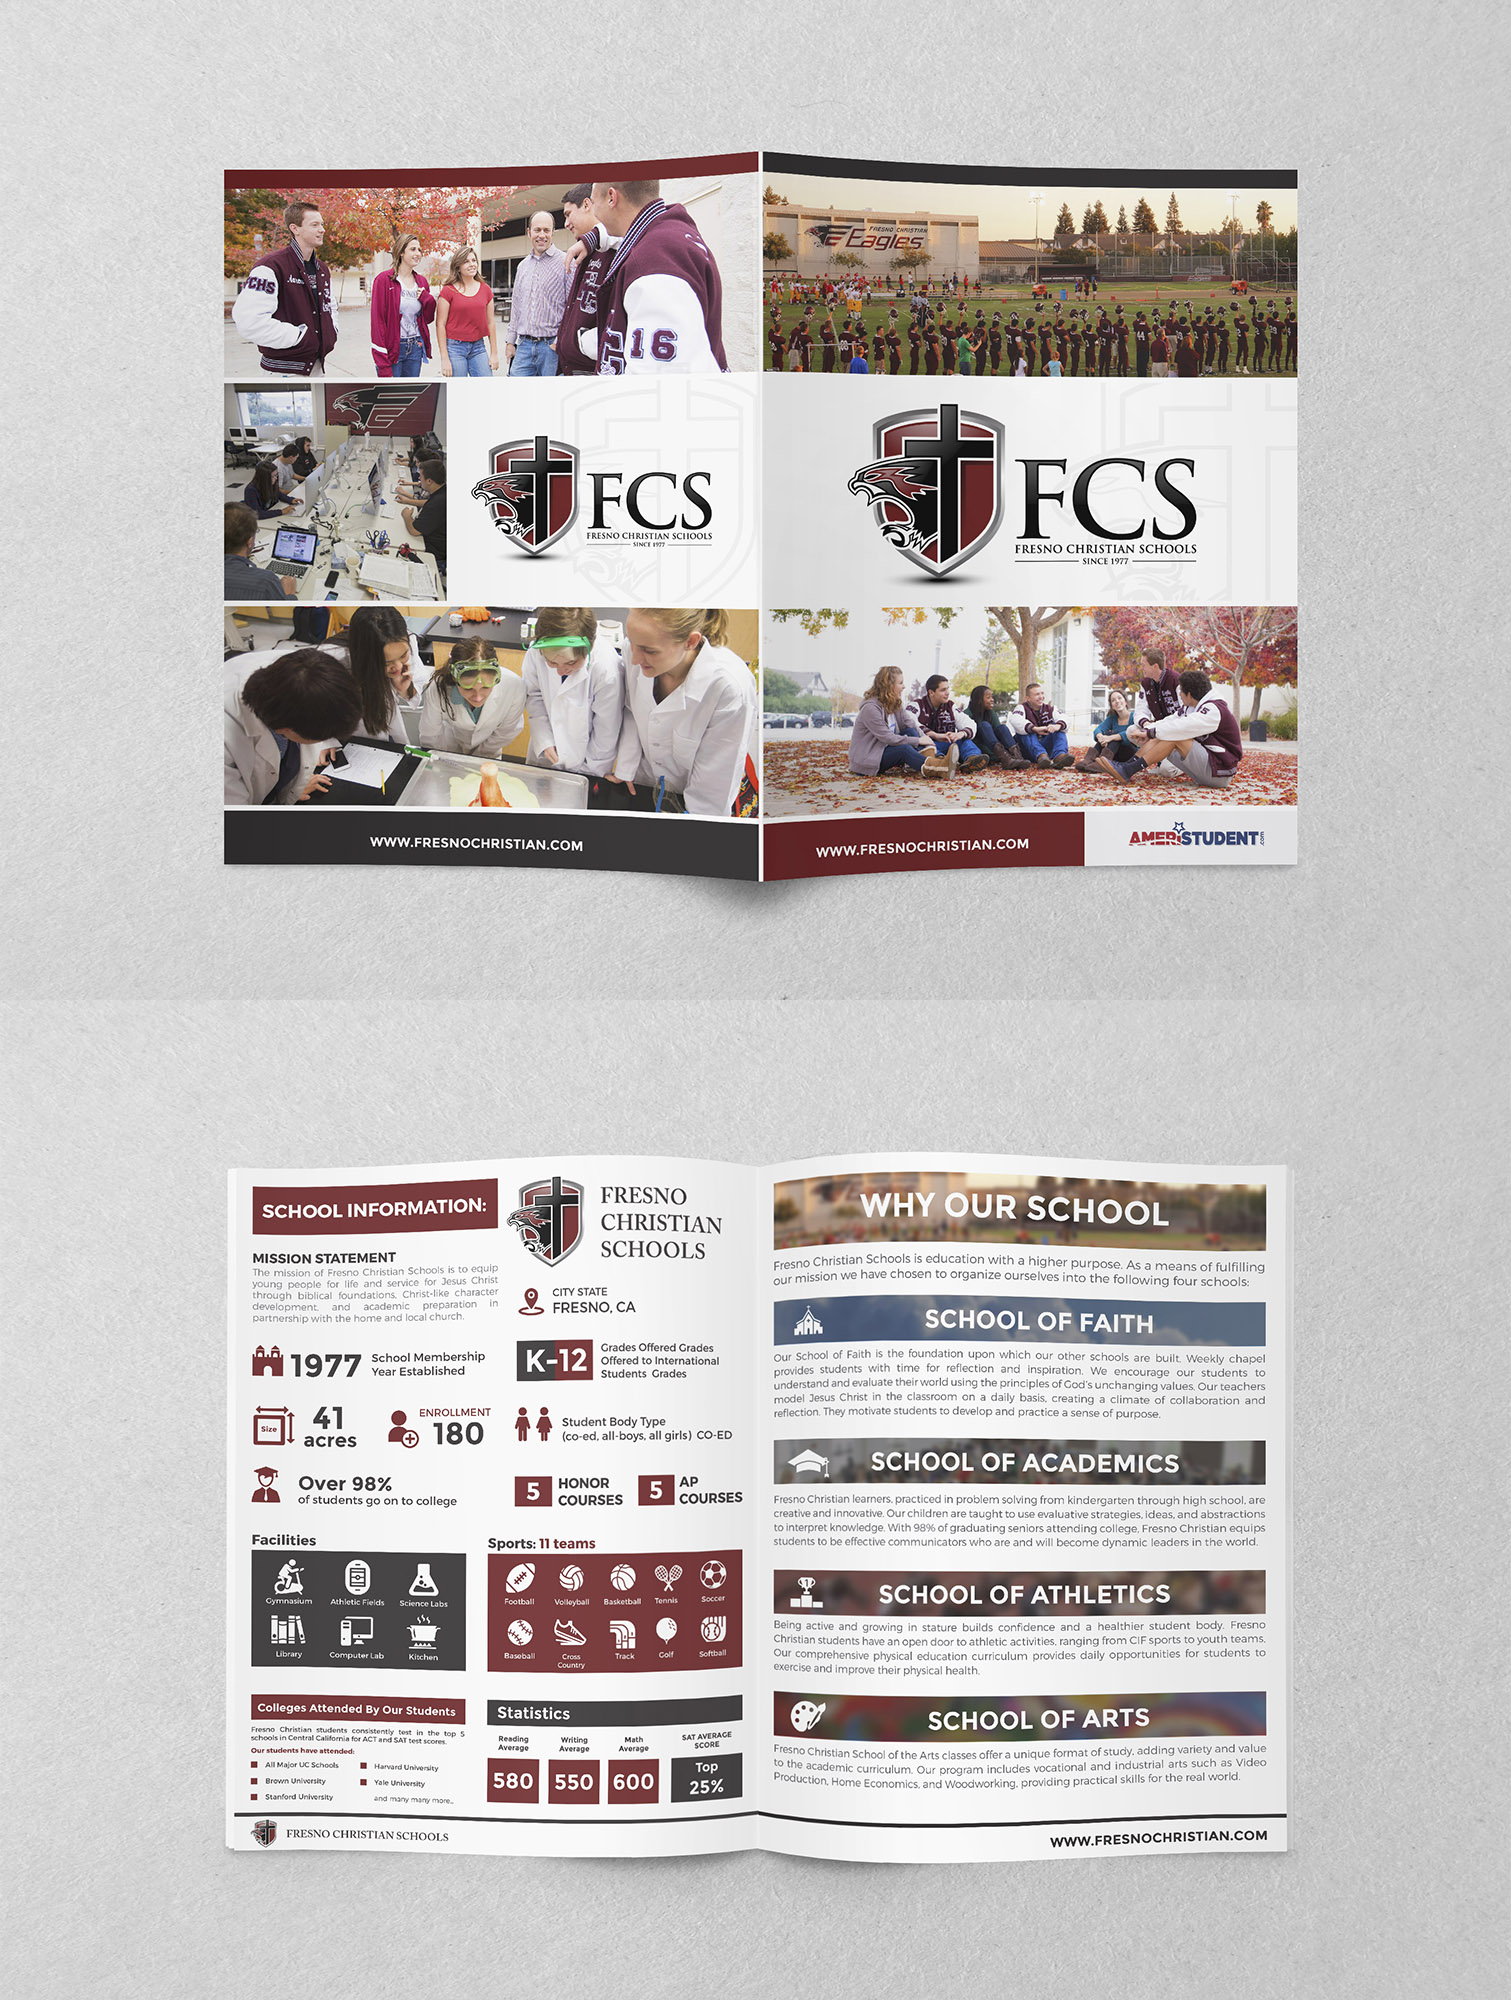 FCHS
16
FRESNO CHRISTIAN
Eagles
FCS
FRESNO CHRISTIAN SCHOOLS
SINCE 1977
FCS
FRESNO CHRISTIAN SCHOOLS
SINCE 1977
WWW.FRESNOCHRISTIAN.COM
WWW.FRESNOCHRISTIAN.COM
AMERISTUDENT.com
SCHOOL INFORMATION:
MISSION STATEMENT
The mission of Fresno Christian Schools is to equip
young people for life and service for Jesus Christ
through biblical foundations, Christ-like character
development, and academic preparation in
partnership with the home and local church.
FRESNO
CHRISTIAN
SCHOOLS
CITY STATE
FRESNO, CA
1977
School Membership
Year Established
K-12
Grades Offered Grades
Offered to International
Students Grades
Size
41
acres
ENROLLMENT
180
Student Body Type
(co-ed, all-boys, all girls) CO-ED
Over 98%
of students go on to college
5
HONOR
COURSES
5
AP
COURSES
Facilities
Gymnasium
Athletic Fields
Science Labs
Library
Computer Lab
Kitchen
Sports: 11 teams
Football
Volleyball
Basketball
Tennis
Soccer
Baseball
Cross
Country
Track
Golf
Softball
Colleges Attended By Our Students
Fresno Christian students consistently test in the top 5
schools in Central California for ACT and SAT test scores.
Our students have attended:
All Major UC Schools
Brown University
Stanford University
Harvard University
Yale University
and many many more...
Statistics
Reading
Average
580
Writing
Average
550
Math
Average
600
SAT AVERAGE
SCORE
Top
25%
FRESNO CHRISTIAN SCHOOLS
WHY OUR SCHOOL
Fresno Christian Schools is education with a higher purpose. As a means of fulfilling
our mission we have chosen to organize ourselves into the following four schools:
SCHOOL OF FAITH
Our School of Faith is the foundation upon which our other schools are built. Weekly chapel
provides students with time for reflection and inspiration. We encourage our students to
understand and evaluate their world using the principles of God's unchanging values. Our teachers
model Jesus Christ in the classroom on a daily basis, creating a climate of collaboration and
reflection. They motivate students to develop and practice a sense of purpose.
SCHOOL OF ACADEMICS
Fresno Christian learners, practiced in problem solving from kindergarten through high school, are
creative and innovative. Our children are taught to use evaluative strategies, ideas, and abstractions
to interpret knowledge. With 98% of graduating seniors attending college, Fresno Christian equips
students to be effective communicators who are and will become dynamic leaders in the world.
1
SCHOOL OF ATHLETICS
Being active and growing in stature builds confidence and a healthier student body. Fresno
Christian students have an open door to athletic activities, ranging from CIF sports to youth teams.
Our comprehensive physical education curriculum provides daily opportunities for students to
exercise and improve their physical health.
SCHOOL OF ARTS
Fresno Christian School of the Arts classes offer a unique format of study, adding variety and value
to the academic curriculum. Our program includes vocational and industrial arts such as Video
Production, Home Economics, and Woodworking, providing practical skills for the real world.
WWW.FRESNOCHRISTIAN.COM